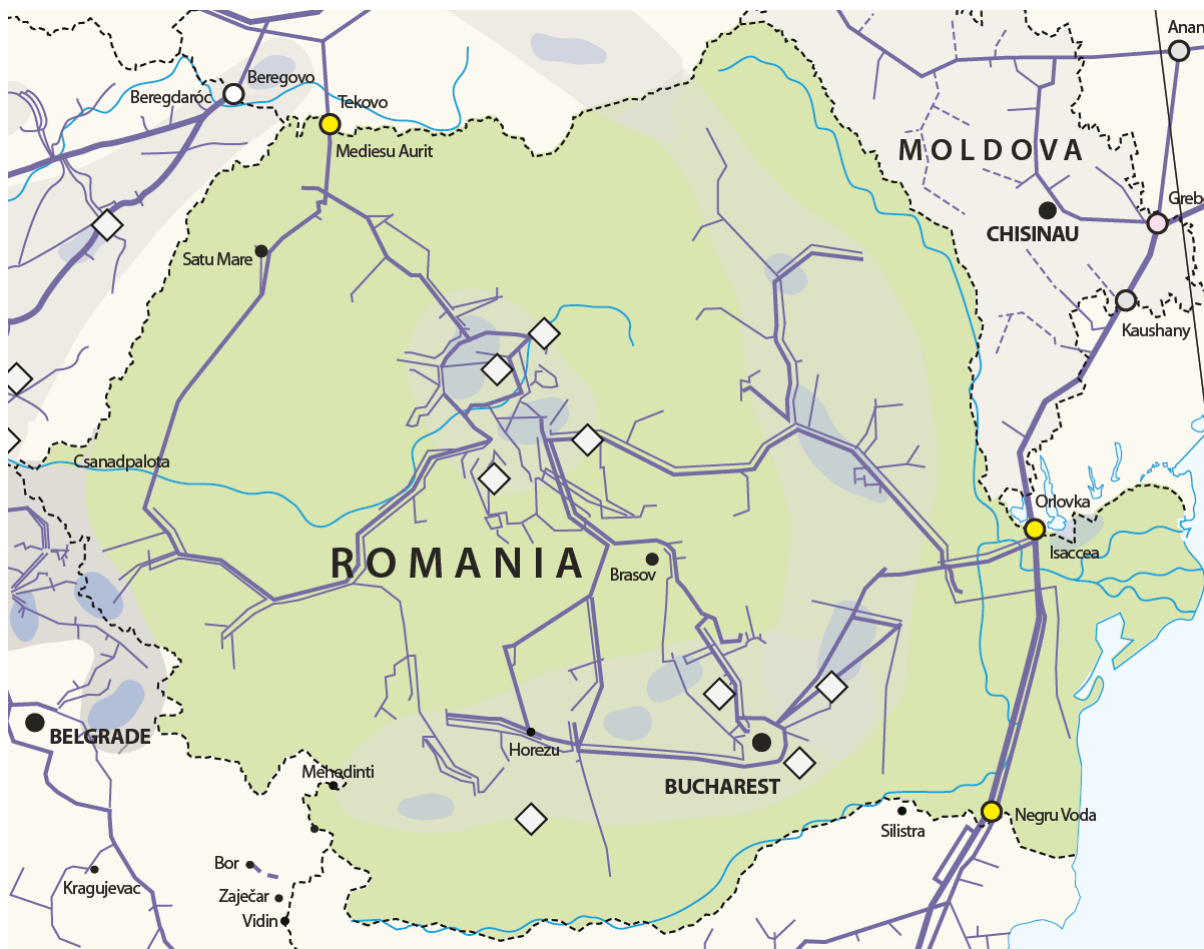 Anan
Beregovo
Beregdaróc
Tekovo
Mediesu Aurit
MOLDOVA
CHISINAU
Greb
Satu Mare
Kaushany
Csanadpalota
Orlovka
Isaccea
ROMANIA
Brasov
BELGRADE
Horezu
Mehedinti
BUCHAREST
Silistra
Negru Voda
Bor
Kragujevac
Zaječar
Vidin